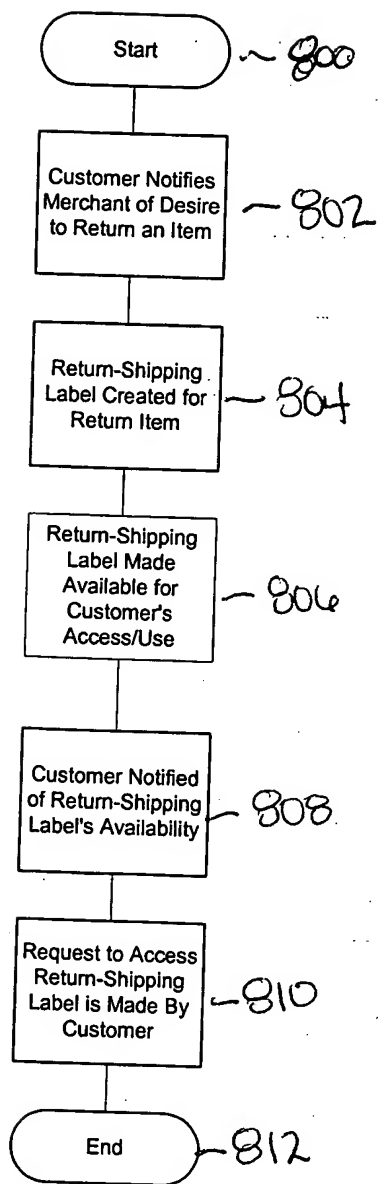 Start
800
Customer Notifies
Merchant of Desire
to Return an Item
802
Return-Shipping
Label Created for
Return Item
804
Return-Shipping
Label Made
Available for
Customer's
Access/Use
806
Customer Notified
of Return-Shipping
Label's Availability
808
Request to Access
Return-Shipping
Label is Made By
Customer
810
End
812